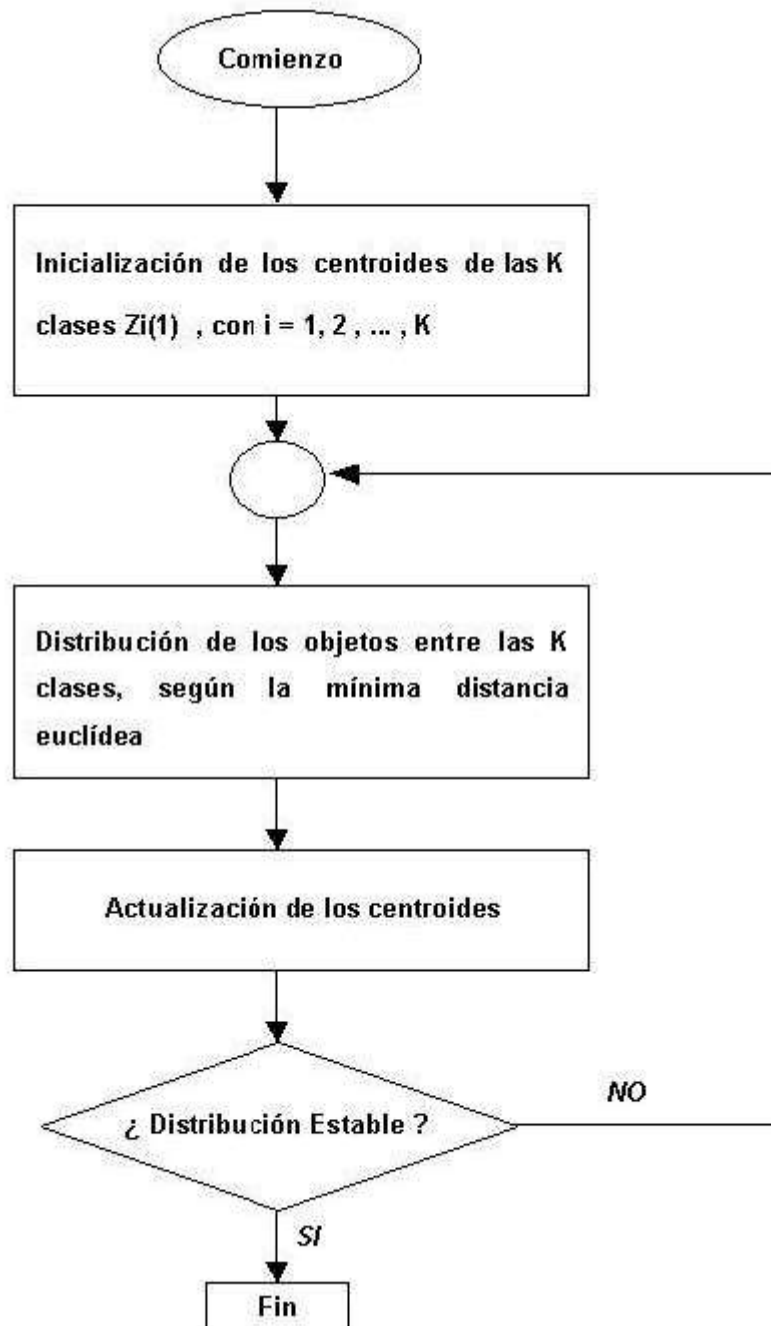 Comienzo
Inicialización de los centroides de las K
clases Zi(1) , con i = 1, 2 , ... , K
Distribución de los objetos entre las K
clases, según la mínima distancia
euclídea
Actualización de los centroides
¿ Distribución Estable ?
NO
SI
Fin